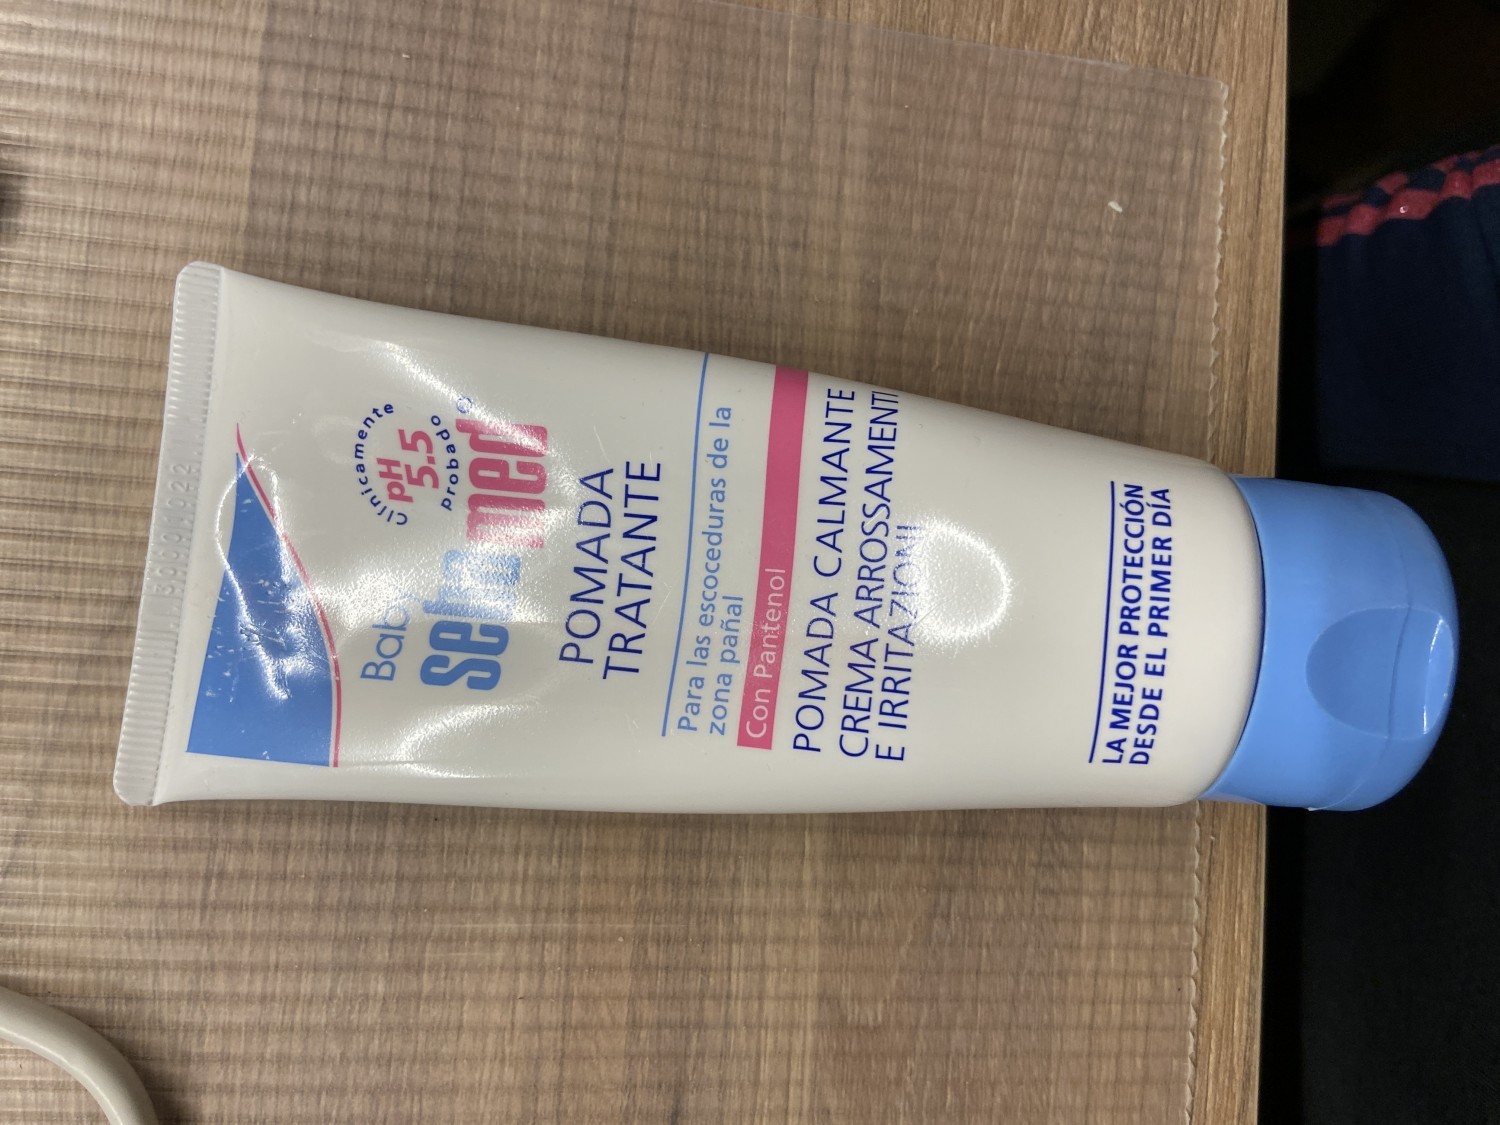 clínicamente
pH
5.5
probado
Baby
sebamed®
POMADA
TRATANTE
Para las escoceduras de la
zona pañal
Con Pantenol
POMADA CALMANTE
CREMA ARROSSAMENTI
E IRRITAZIONI
LA MEJOR PROTECCIÓN
DESDE EL PRIMER DÍA